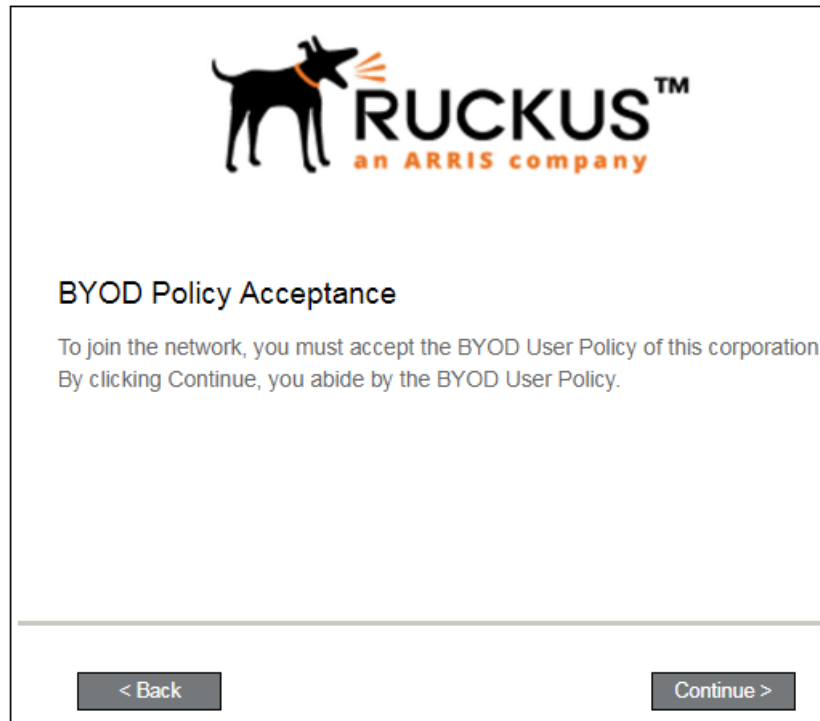 RUCKUS™
an ARRIS company
BYOD Policy Acceptance
To join the network, you must accept the BYOD User Policy of this corporation
By clicking Continue, you abide by the BYOD User Policy.
< Back
Continue >